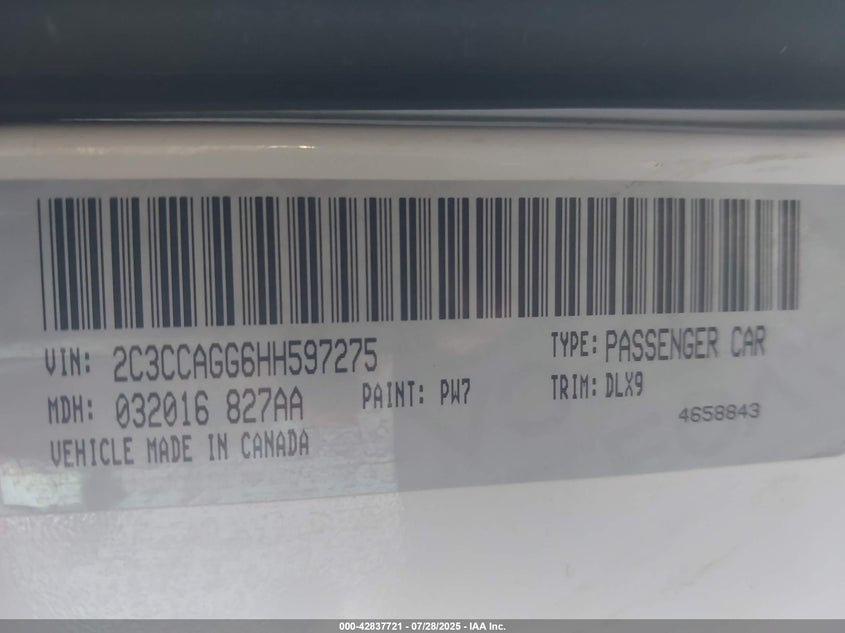 VIN: 2C3CCAGG6HH597275 TYPE: PASSENGER CAR
MDH: 032016 827AA PAINT: PW7 TRIM: DLX9
4658843
VEHICLE MADE IN CANADA
000-42837721 - 07/28/2025 - IAA Inc.